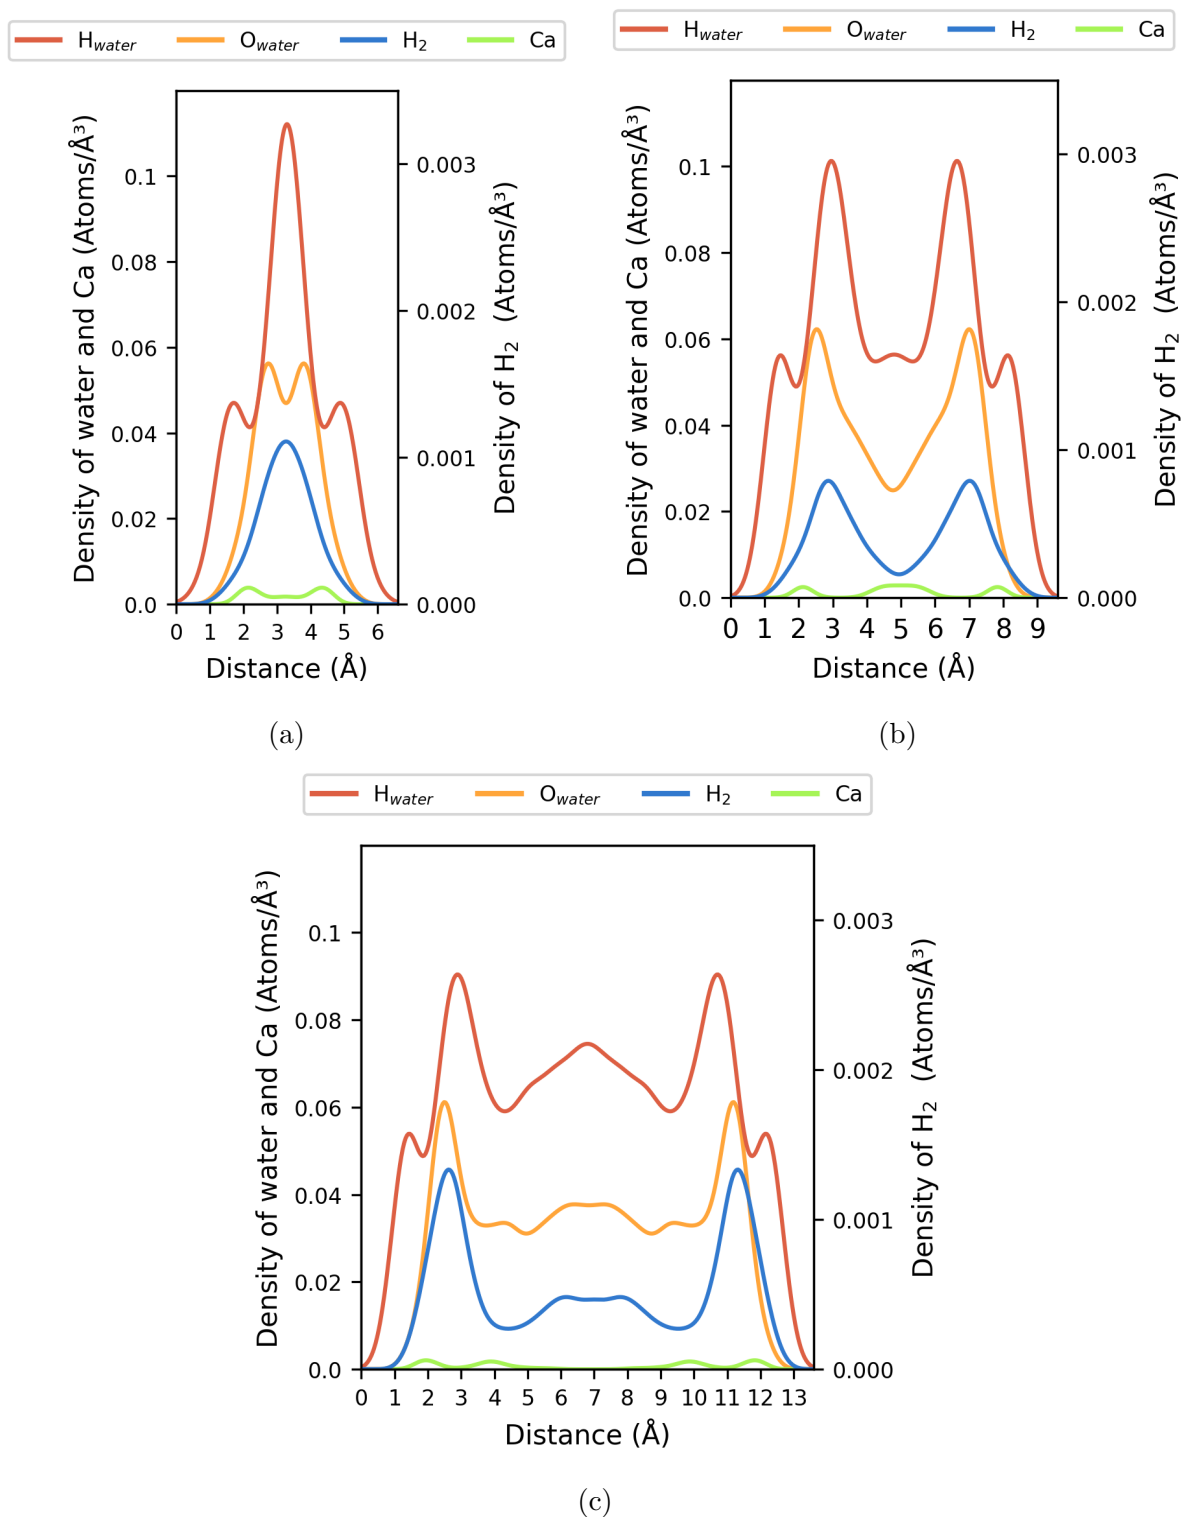 H_water O_water H₂ Ca
Density of water and Ca (Atoms/Å³)
0.1
0.08
0.06
0.04
0.02
0.0
0.003
0.002
0.001
0.000
Density of H₂ (Atoms/Å³)
0 1 2 3 4 5 6
Distance (Å)
(a)
H_water O_water H₂ Ca
Density of water and Ca (Atoms/Å³)
0.1
0.08
0.06
0.04
0.02
0.0
0.003
0.002
0.001
0.000
Density of H₂ (Atoms/Å³)
0 1 2 3 4 5 6 7 8 9
Distance (Å)
(b)
H_water O_water H₂ Ca
Density of water and Ca (Atoms/Å³)
0.1
0.08
0.06
0.04
0.02
0.0
0.003
0.002
0.001
0.000
Density of H₂ (Atoms/Å³)
0 1 2 3 4 5 6 7 8 9 10 11 12 13
Distance (Å)
(c)